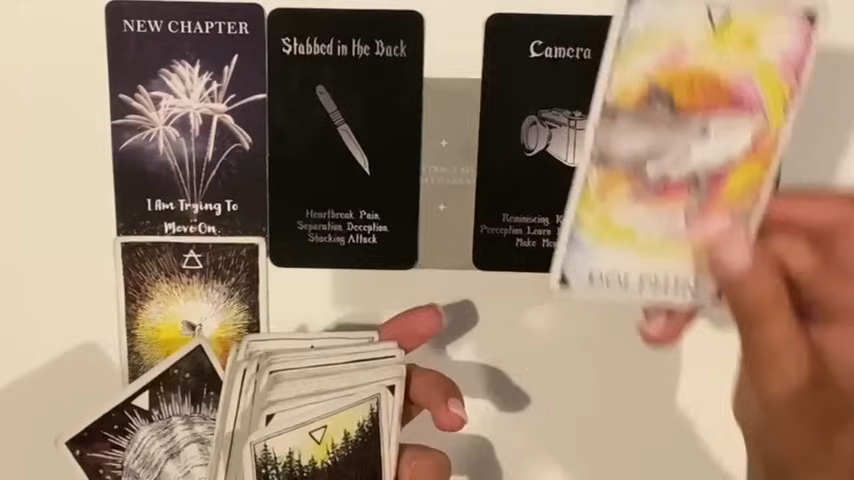 NEW CHAPTER
I Am Trying To
Move On.
Stabbed in the Back
Heartbreak Pain,
Separation, Deception,
Shocking Attack
Camera
Reminiscing,
Perception, Learn
Make